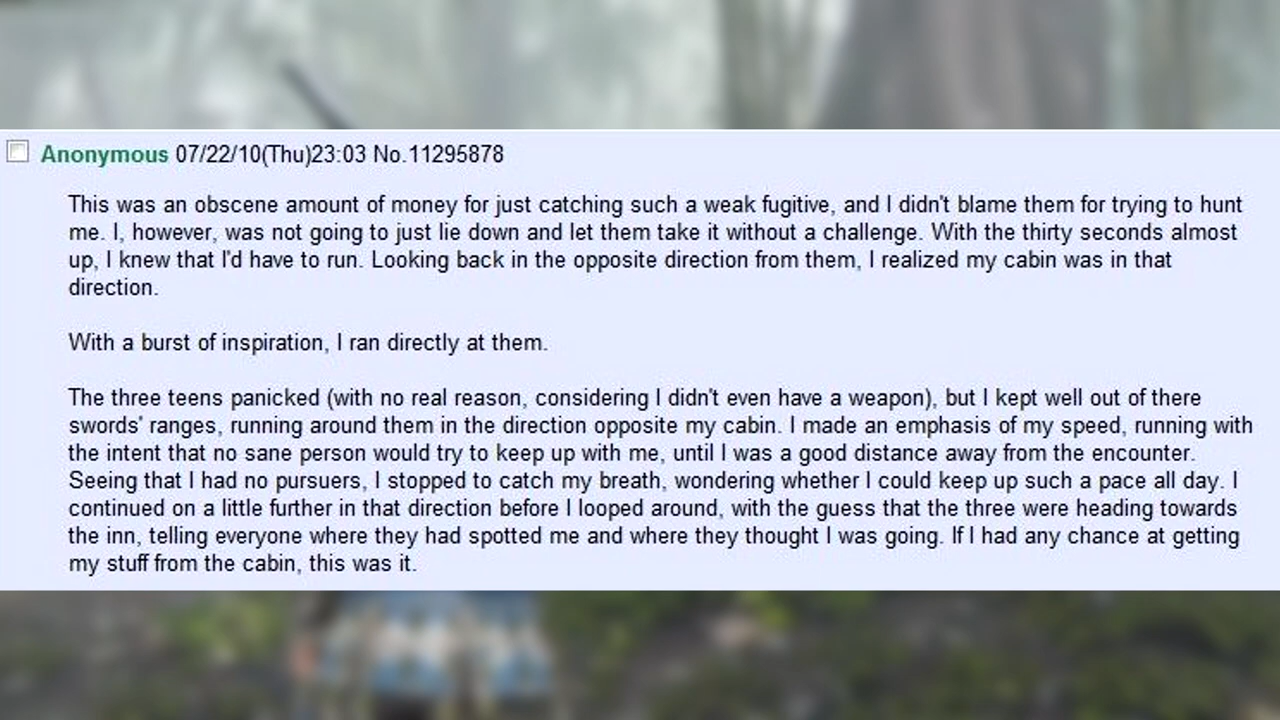 Anonymous 07/22/10(Thu)23:03 No.11295878
This was an obscene amount of money for just catching such a weak fugitive, and I didn't blame them for trying to hunt
me. I, however, was not going to just lie down and let them take it without a challenge. With the thirty seconds almost
up, I knew that I'd have to run. Looking back in the opposite direction from them, I realized my cabin was in that
direction.
With a burst of inspiration, I ran directly at them.
The three teens panicked (with no real reason, considering I didn't even have a weapon), but I kept well out of there
swords' ranges, running around them in the direction opposite my cabin. I made an emphasis of my speed, running with
the intent that no sane person would try to keep up with me, until I was a good distance away from the encounter.
Seeing that I had no pursuers, I stopped to catch my breath, wondering whether I could keep up such a pace all day. I
continued on a little further in that direction before I looped around, with the guess that the three were heading towards
the inn, telling everyone where they had spotted me and where they thought I was going. If I had any chance at getting
my stuff from the cabin, this was it.